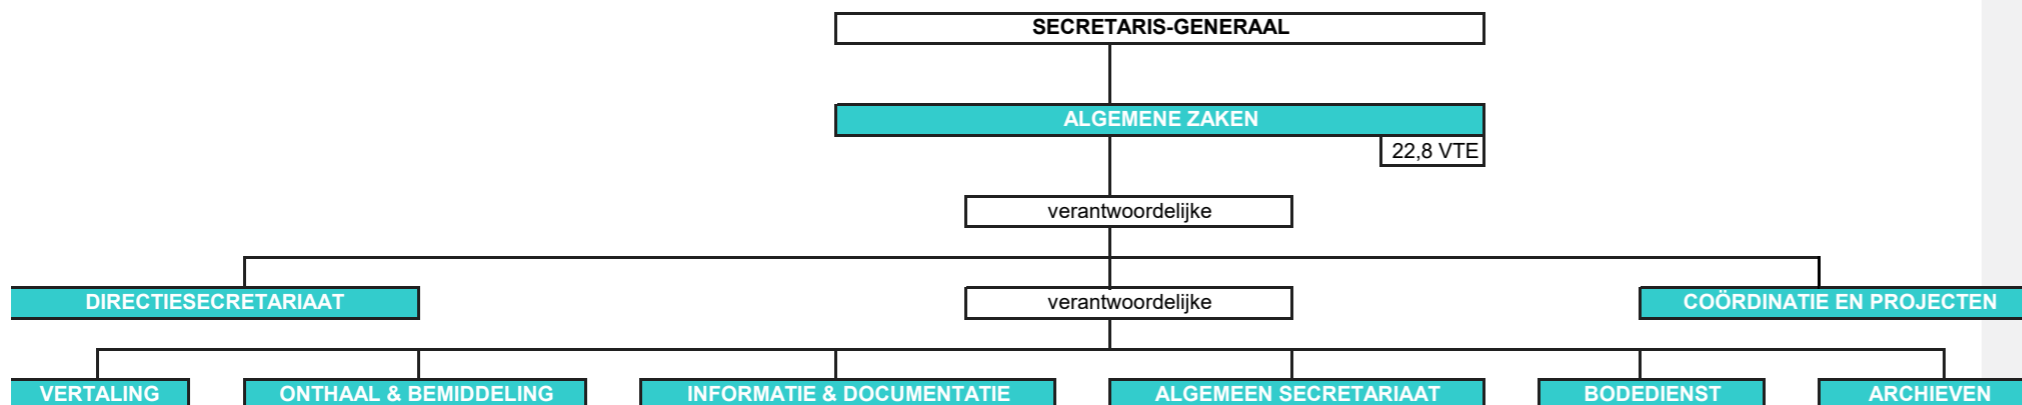 SECRETARIS-GENERAAL
ALGEMENE ZAKEN
22,8 VTE
verantwoordelijke
DIRECTIESECRETARIAAT
verantwoordelijke
COÖRDINATIE EN PROJECTEN
VERTALING
ONTHAAL & BEMIDDELING
INFORMATIE & DOCUMENTATIE
ALGEMEEN SECRETARIAAT
BODEDIENST
ARCHIEVEN